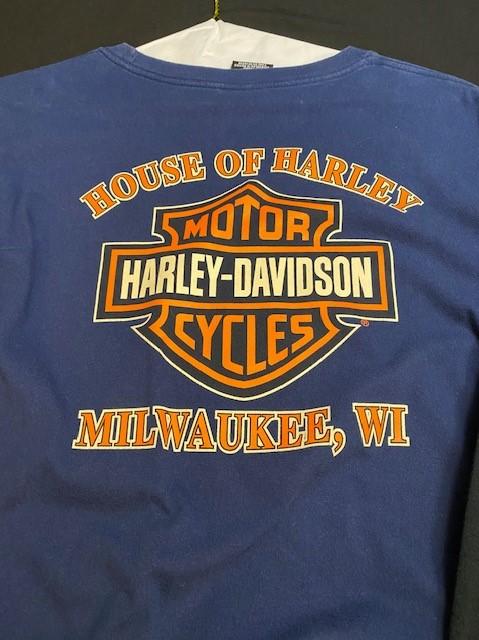 HOUSE OF HARLEY
MOTOR
HARLEY-DAVIDSON
CYCLES
®
MILWAUKEE, WI